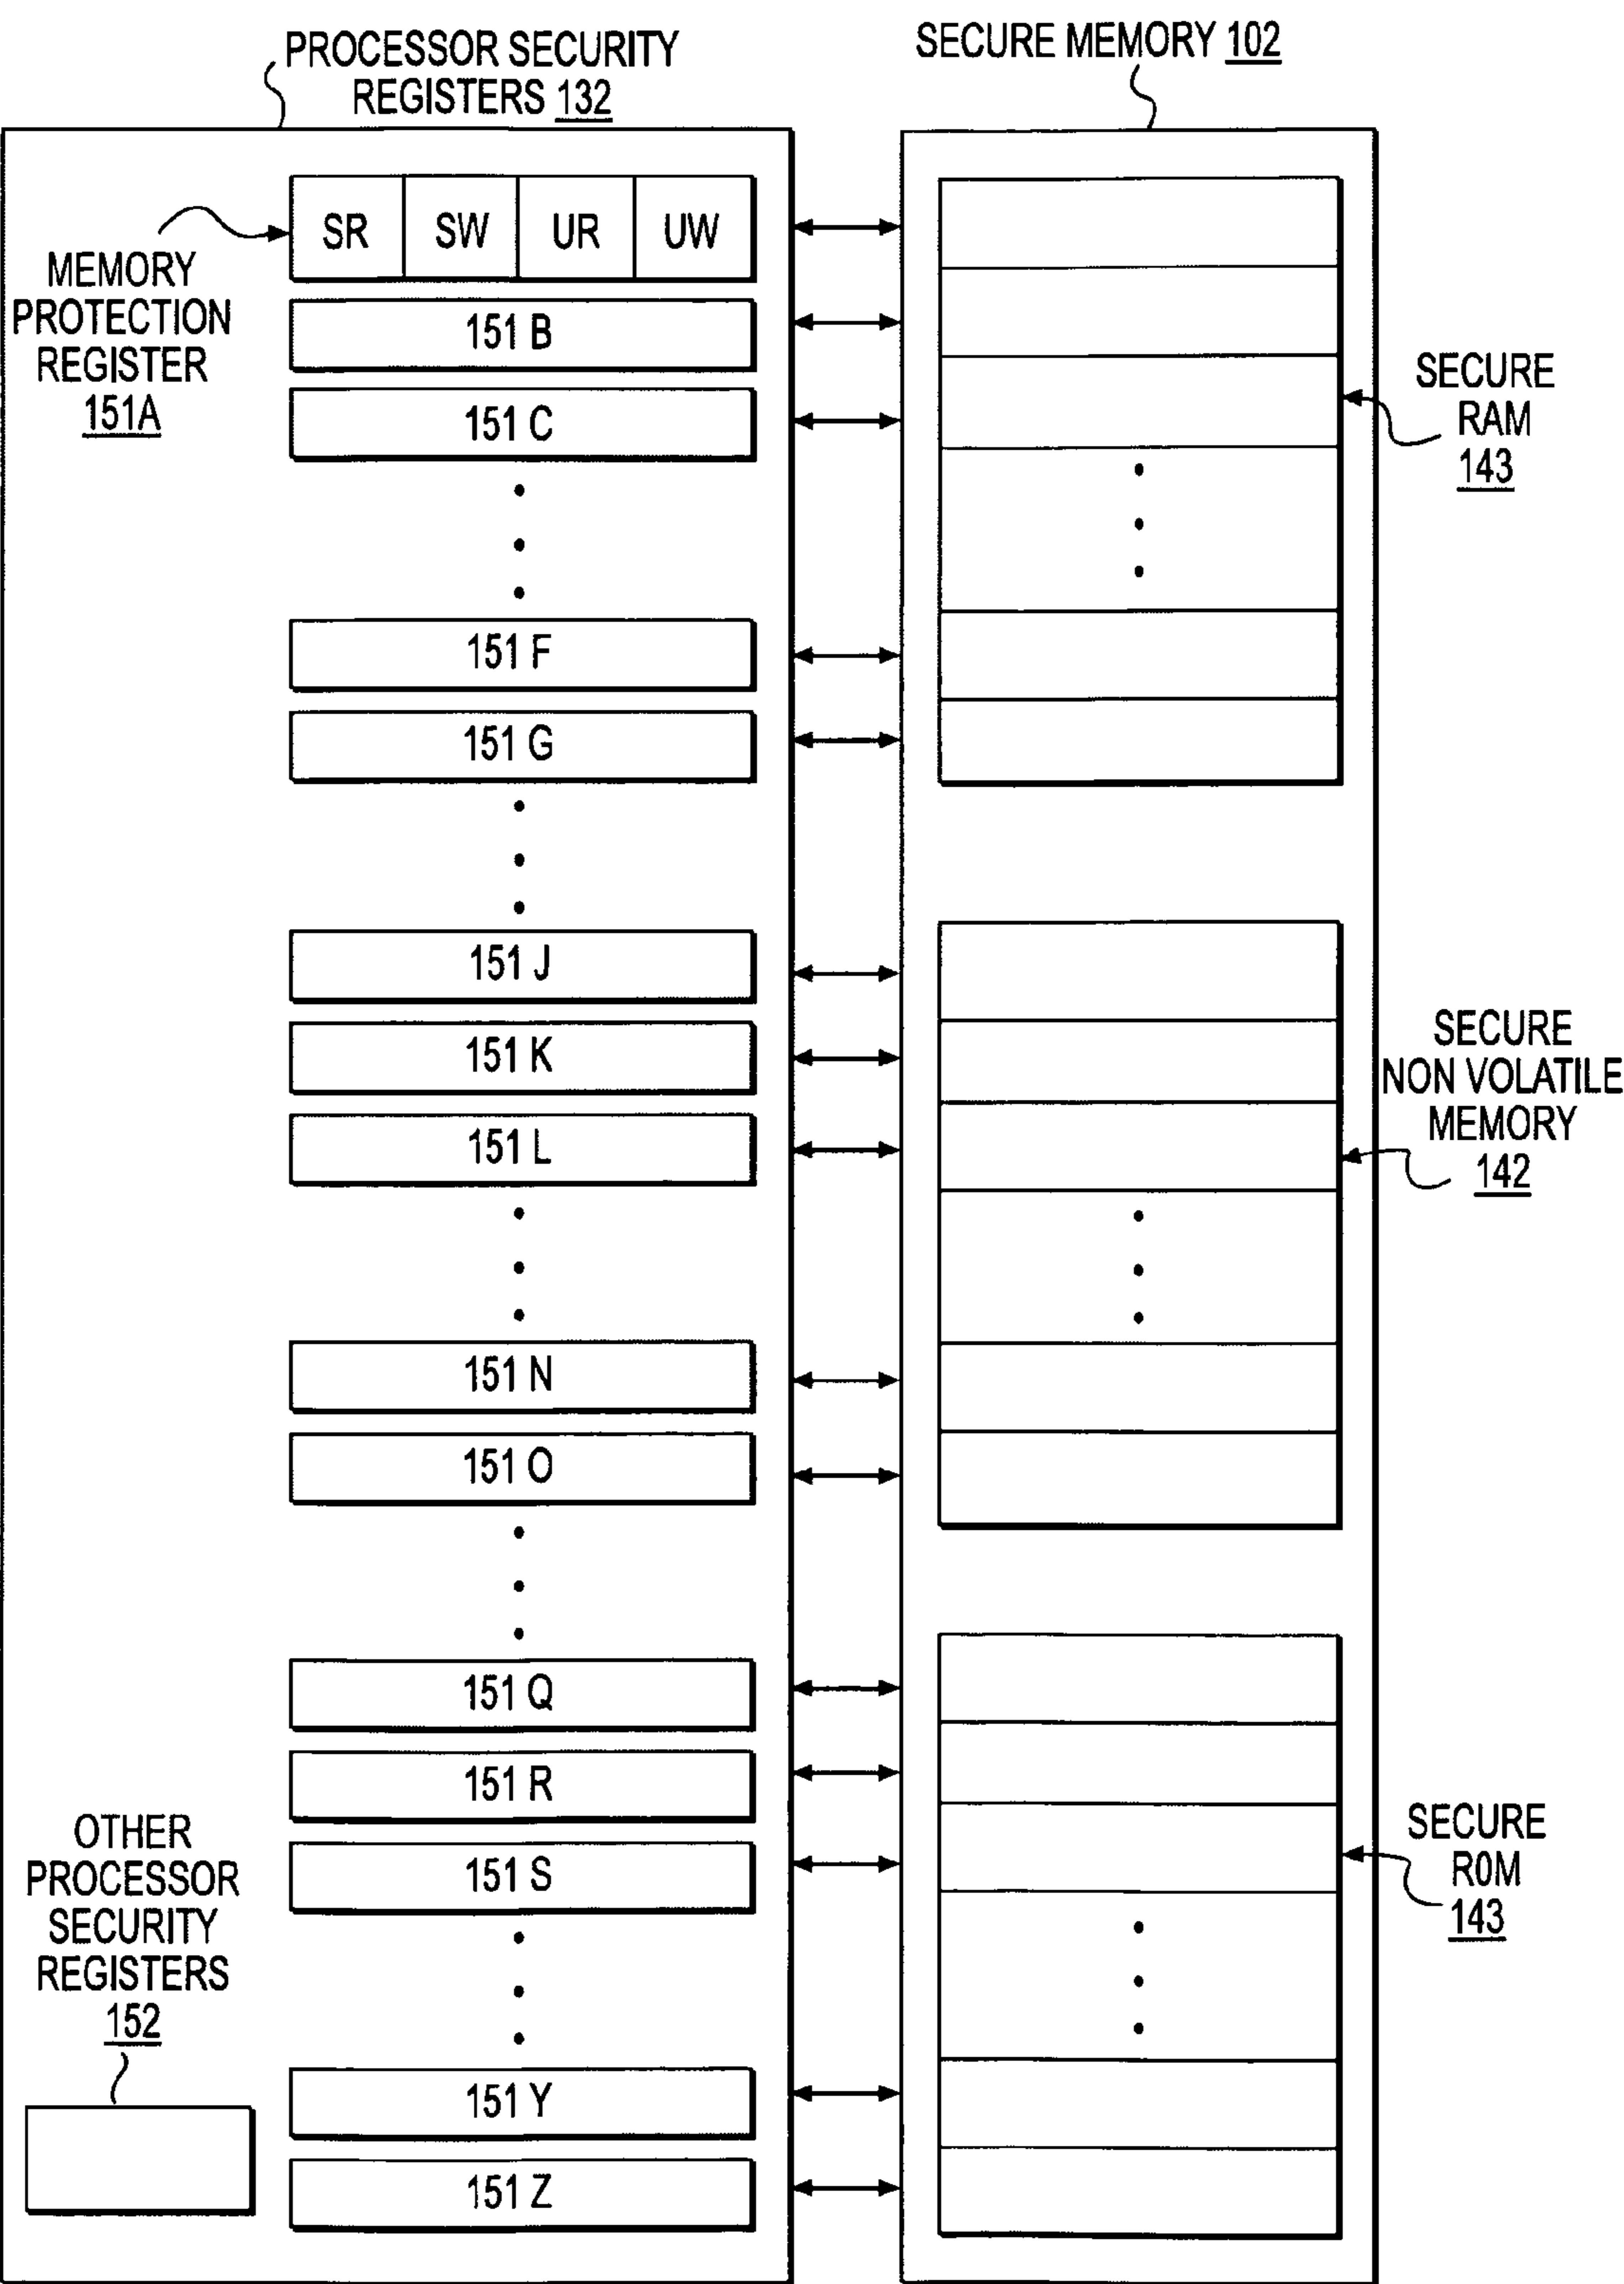 PROCESSOR SECURITY
REGISTERS 132
SECURE MEMORY 102
SR SW UR UW
MEMORY
PROTECTION
REGISTER
151A
151 B
151 C
151 F
151 G
151 J
151 K
151 L
151 N
151 O
151 Q
151 R
151 S
151 Y
151 Z
OTHER
PROCESSOR
SECURITY
REGISTERS
152
SECURE
RAM
143
SECURE
NON VOLATILE
MEMORY
142
SECURE
R0M
143